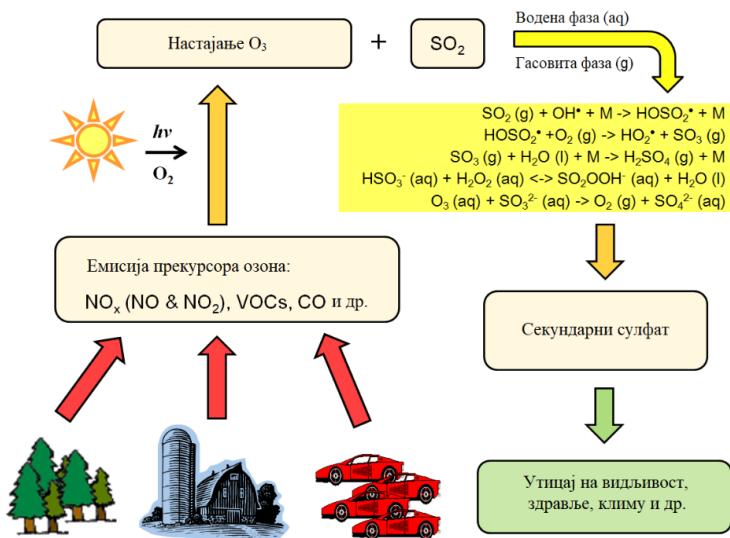 Настајање O₃
+
SO₂
Водена фаза (aq)
Гасовита фаза (g)
hν
O₂
SO₂ (g) + OH• + M -> HOSO₂• + M
HOSO₂• +O₂ (g) -> HO₂• + SO₃ (g)
SO₃ (g) + H₂O (l) + M -> H₂SO₄ (g) + M
HSO₃⁻ (aq) + H₂O₂ (aq) <-> SO₂OOH⁻ (aq) + H₂O (l)
O₃ (aq) + SO₃²⁻ (aq) -> O₂ (g) + SO₄²⁻ (aq)
Емисија прекурсора озона:
NOₓ (NO & NO₂), VOCs, CO и др.
Секундарни сулфат
Утицај на видљивост,
здравље, климу и др.